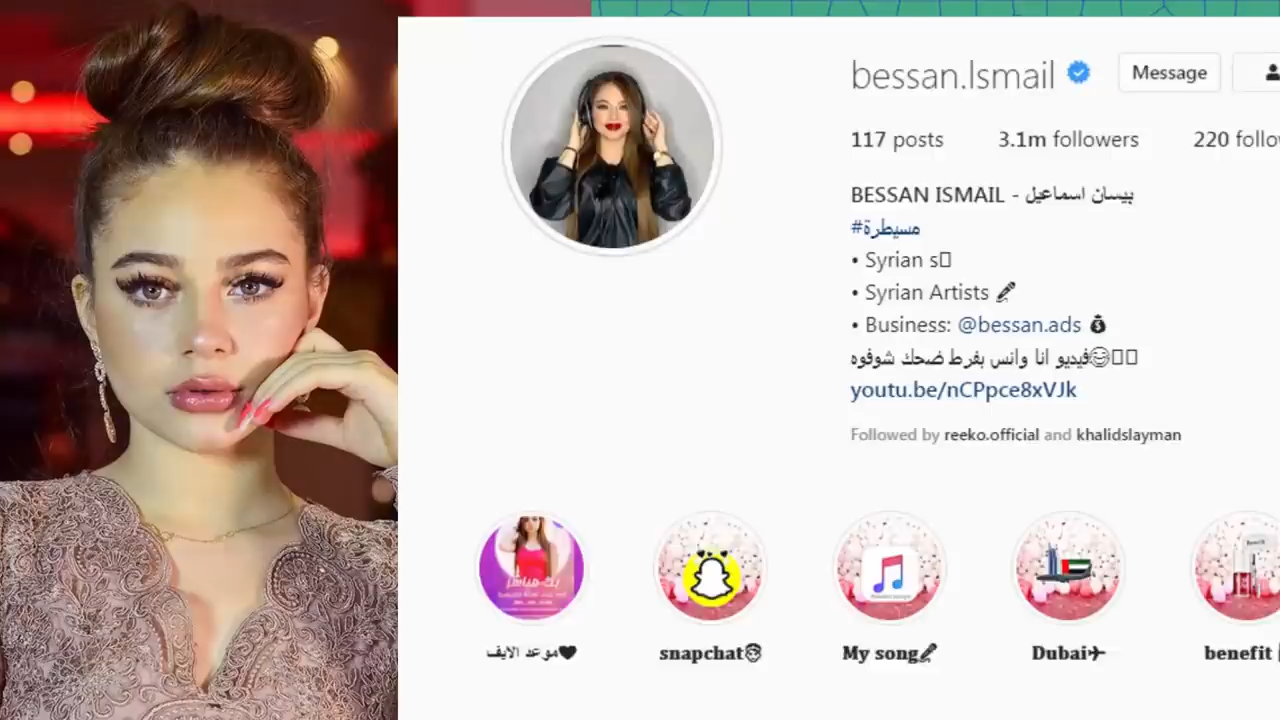 bessan.Ismail
Message
117 posts 3.1m followers 220 follo
BESSAN ISMAIL - بيسان اسماعيل
#مسيطرة
• Syrian s
• Syrian Artists
• Business: @bessan.ads
فيديو انا وانس بفرط ضحك شوفوه
youtu.be/nCPpce8xVJk
Followed by reeko.official and khalidslayman
موعد الايف snapchat My song Dubai benefit